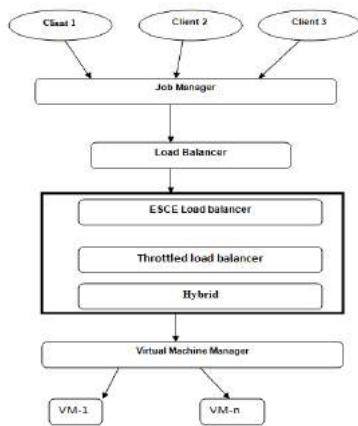 Client 1
Client 2
Client 3
Job Manager
Load Balancer
ESCE Load balancer
Throttled load balancer
Hybrid
Virtual Machine Manager
VM-1
VM-n